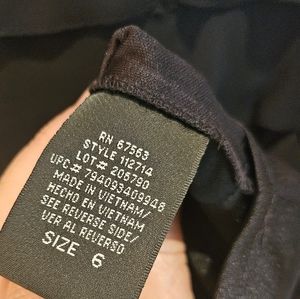 RN 67563
STYLE 112714
LOT# 206790
UPC# 794093409948
MADE IN VIETNAM/
HECHO EN VIETNAM
SEE REVERSE SIDE/
VER AL REVERSO
SIZE 6